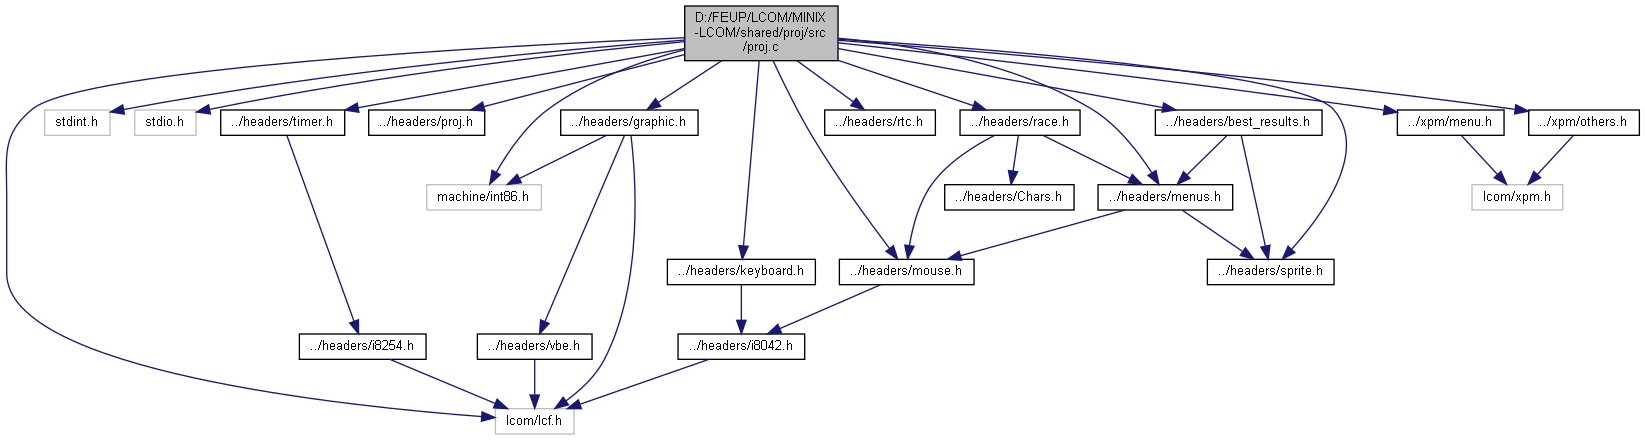 D:/FEUP/LCOM/MINIX
-LCOM/shared/proj/src
/proj.c
stdint.h
stdio.h
../headers/timer.h
../headers/proj.h
../headers/graphic.h
../headers/rtc.h
../headers/race.h
../headers/best_results.h
../xpm/menu.h
../xpm/others.h
machine/int86.h
../headers/Chars.h
../headers/menus.h
lcom/xpm.h
../headers/keyboard.h
../headers/mouse.h
../headers/sprite.h
../headers/i8254.h
../headers/vbe.h
../headers/i8042.h
lcom/lcf.h